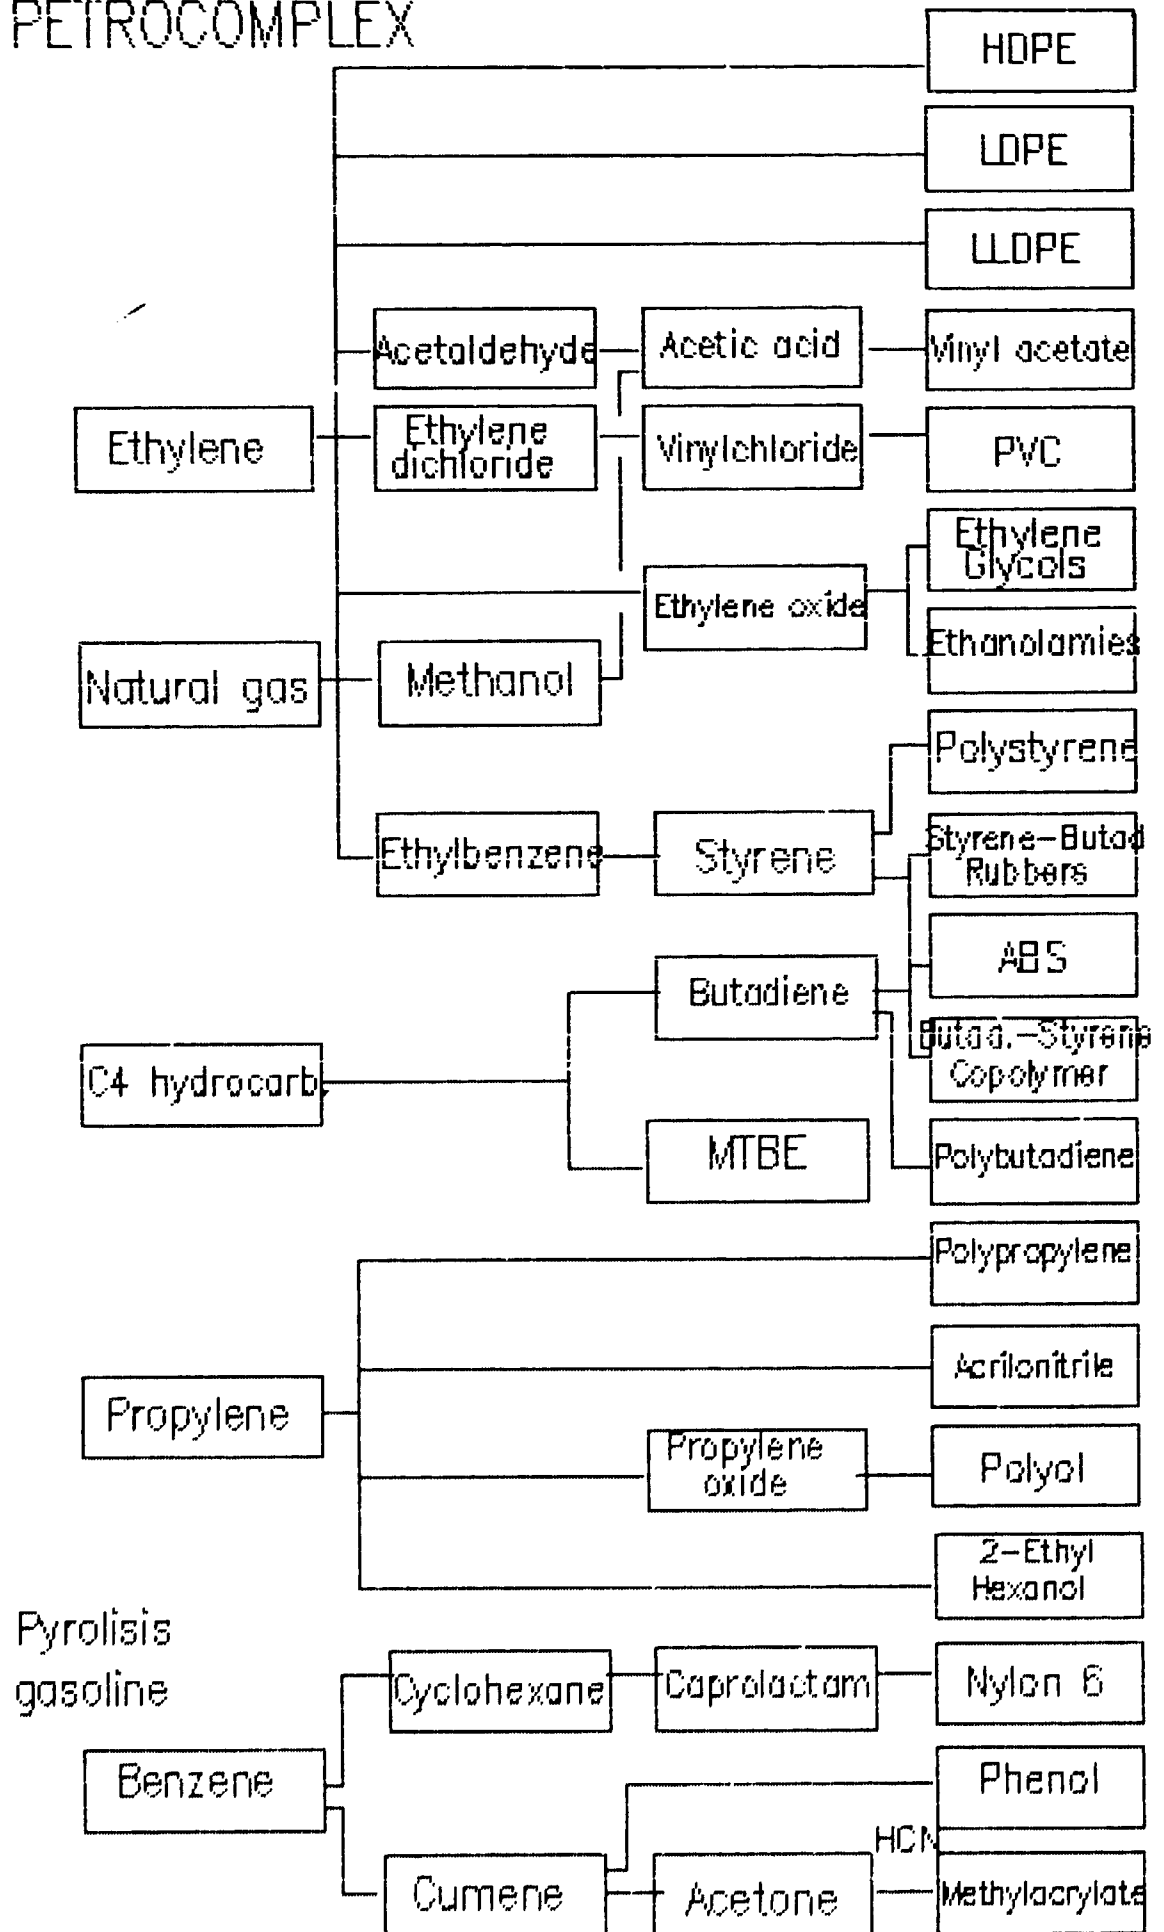 PETROCOMPLEX
HDPE
LDPE
LLDPE
Acetaldehyde
Acetic acid
Vinyl acetate
Ethylene
Ethylene
dichloride
Vinylchloride
PVC
Ethylene
Glycols
Ethylene oxide
Ethanolamies
Natural gas
Methanol
Polystyrene
Ethylbenzene
Styrene
Styrene-Butad
Rubbers
ABS
Butadiene
Butad.-Styrene
Copolymer
C4 hydrocarb.
MTBE
Polybutadiene
Polypropylene
Acrilonitrile
Propylene
Propylene
oxide
Polyol
2-Ethyl
Hexanol
Pyrolisis
gasoline
Cyclohexane
Caprolactam
Nylon 6
Benzene
Phenol
HCN
Cumene
Acetone
Methylacrylate